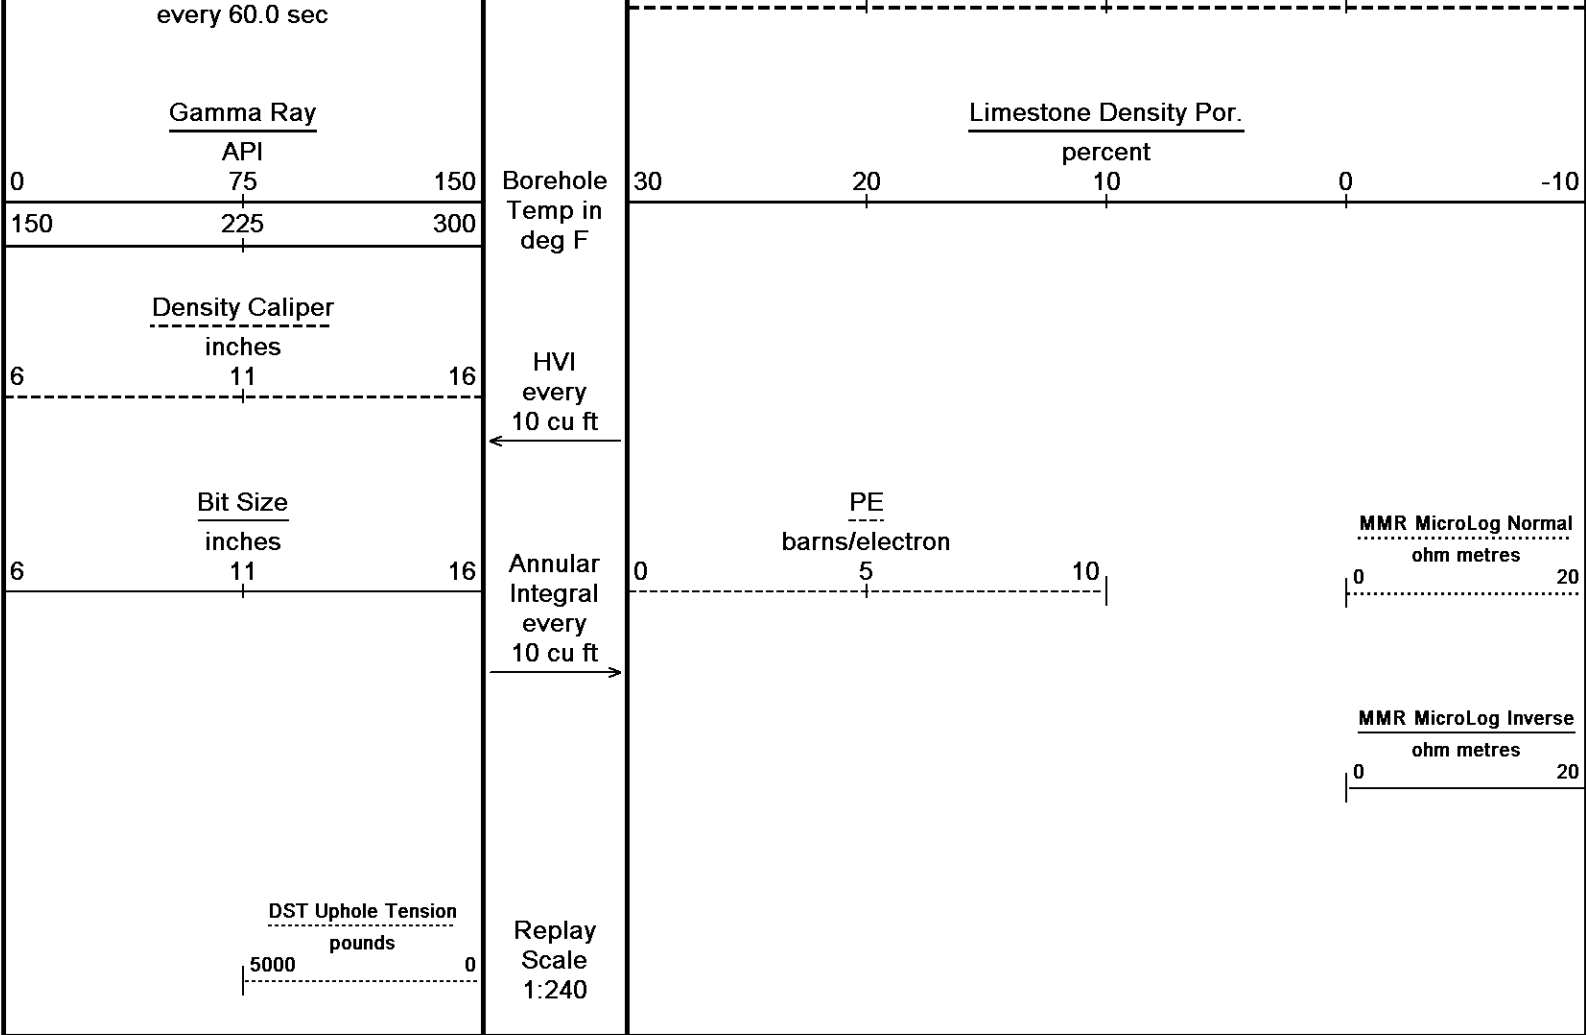 every 60.0 sec
Gamma Ray
API
0 75 150
150 225 300
Density Caliper
inches
6 11 16
Bit Size
inches
6 11 16
DST Uphole Tension
pounds
5000 0
Borehole
Temp in
deg F
HVI
every
10 cu ft
Annular
Integral
every
10 cu ft
Replay
Scale
1:240
Limestone Density Por.
percent
30 20 10 0 -10
PE
barns/electron
0 5 10
MMR MicroLog Normal
ohm metres
0 20
MMR MicroLog Inverse
ohm metres
0 20